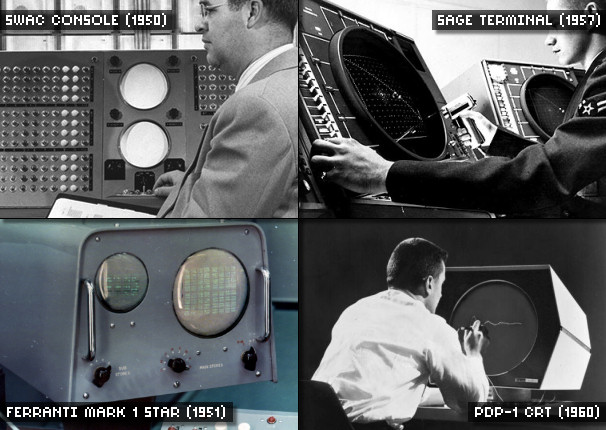 SWAC CONSOLE (1950)
SAGE TERMINAL (1957)
FERRANTI MARK 1 STAR (1951)
PDP-1 CRT (1960)